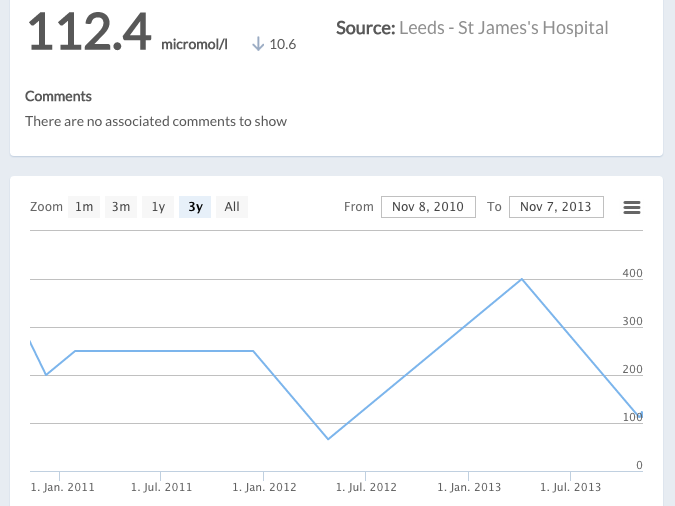 112.4 micromol/l 10.6 Source: Leeds - St James's Hospital
Comments
There are no associated comments to show
Zoom 1m 3m 1y 3y All From Nov 8, 2010 To Nov 7, 2013
400
300
200
100
0
1. Jan. 2011 1. Jul. 2011 1. Jan. 2012 1. Jul. 2012 1. Jan. 2013 1. Jul. 2013